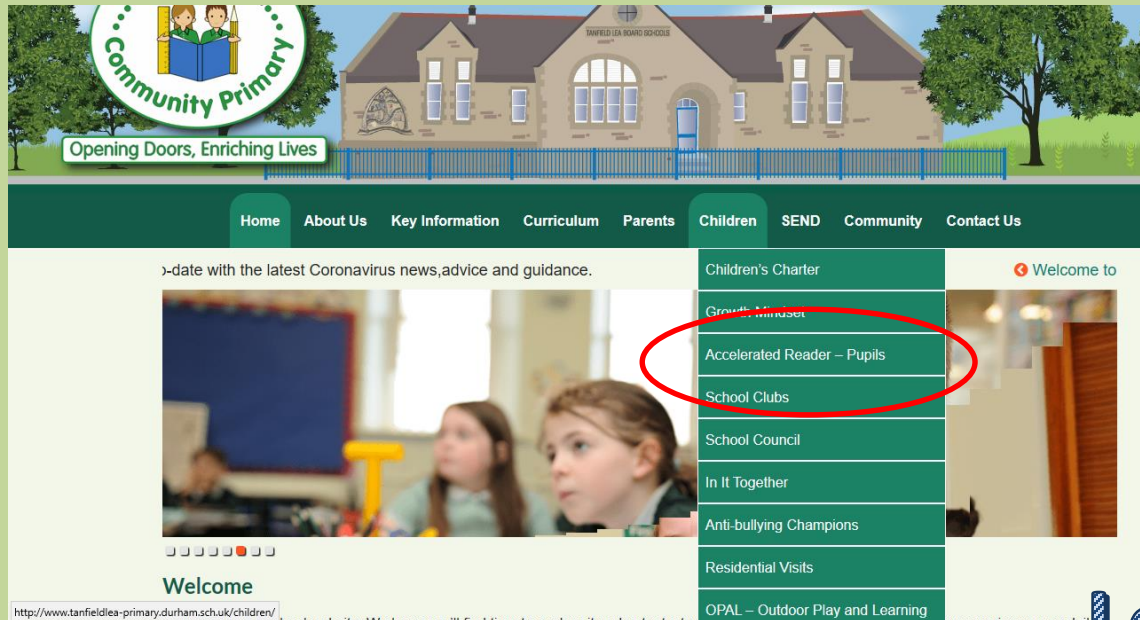 TANFIELD LEA BOARD SCHOOLS
Community Primary
Opening Doors, Enriching Lives
Home About Us Key Information Curriculum Parents Children SEND Community Contact Us
-date with the latest Coronavirus news,advice and guidance.
Welcome to
Children's Charter
Growth Mindset
Accelerated Reader – Pupils
School Clubs
School Council
In It Together
Anti-bullying Champions
Residential Visits
OPAL – Outdoor Play and Learning
Welcome
http://www.tanfieldlea-primary.durham.sch.uk/children/